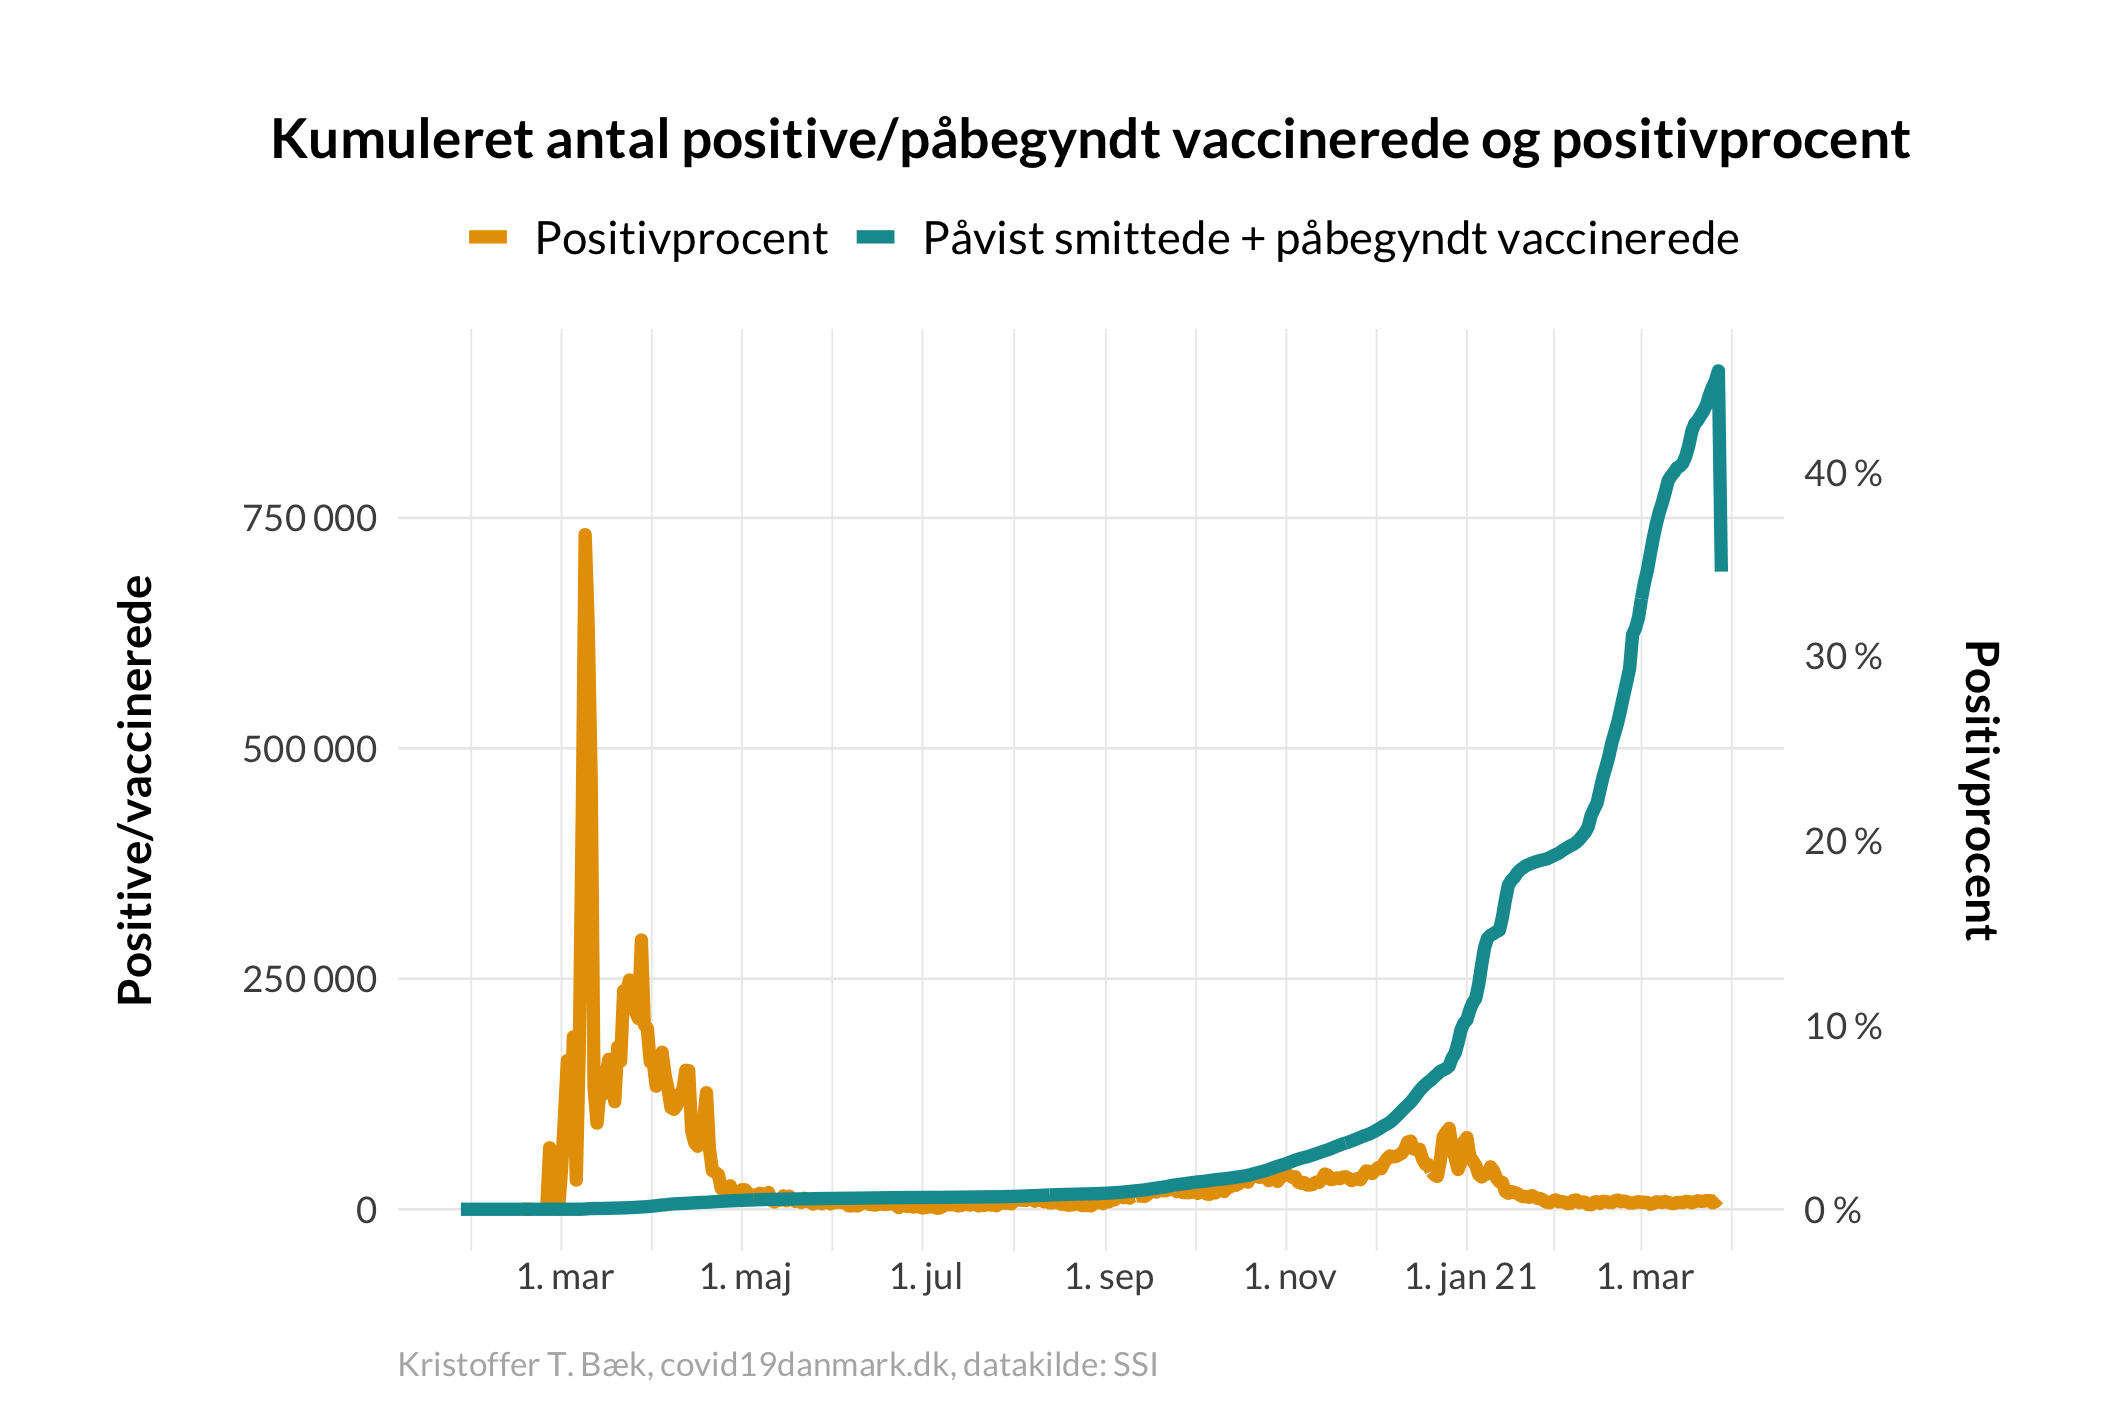 Kumuleret antal positive/påbegyndt vaccinerede og positivprocent
Positivprocent
Påvist smittede + påbegyndt vaccinerede
Positive/vaccinerede
750 000
500 000
250 000
0
40 %
30 %
20 %
10 %
0 %
Positivprocent
1. mar
1. maj
1. jul
1. sep
1. nov
1. jan 21
1. mar
Kristoffer T. Bæk, covid19danmark.dk, datakilde: SSI